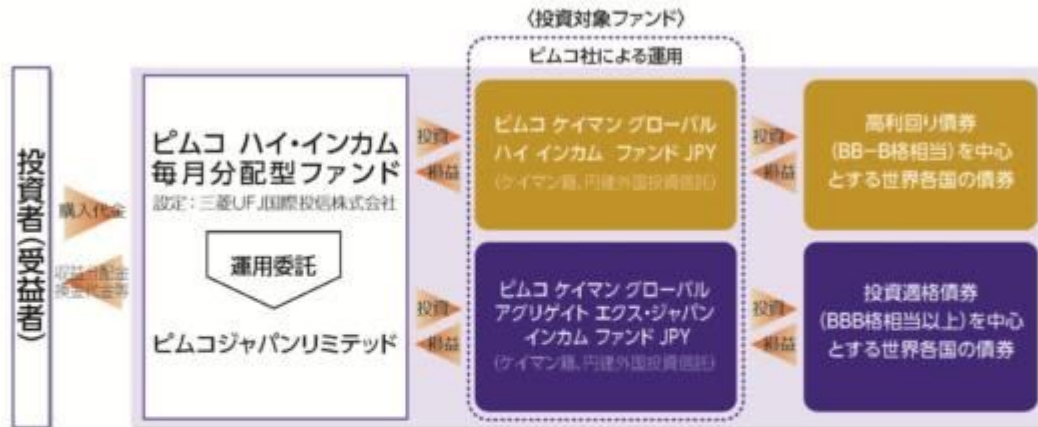 〈投資対象ファンド〉
ピムコ社による運用
投資者(受益者)
購入代金
収益分配金
換金代金等
ピムコ ハイ・インカム
毎月分配型ファンド
設定:三菱UFJ国際投信株式会社
運用委託
ピムコジャパンリミテッド
投資
損益
投資
損益
ピムコ ケイマン グローバル
ハイ インカム ファンド JPY
(ケイマン籍、円建外国投資信託)
ピムコ ケイマン グローバル
アグリゲイト エクス・ジャパン
インカム ファンド JPY
(ケイマン籍、円建外国投資信託)
投資
損益
投資
損益
高利回り債券
(BB-B格相当)を中心
とする世界各国の債券
投資適格債券
(BBB格相当以上)を中心
とする世界各国の債券